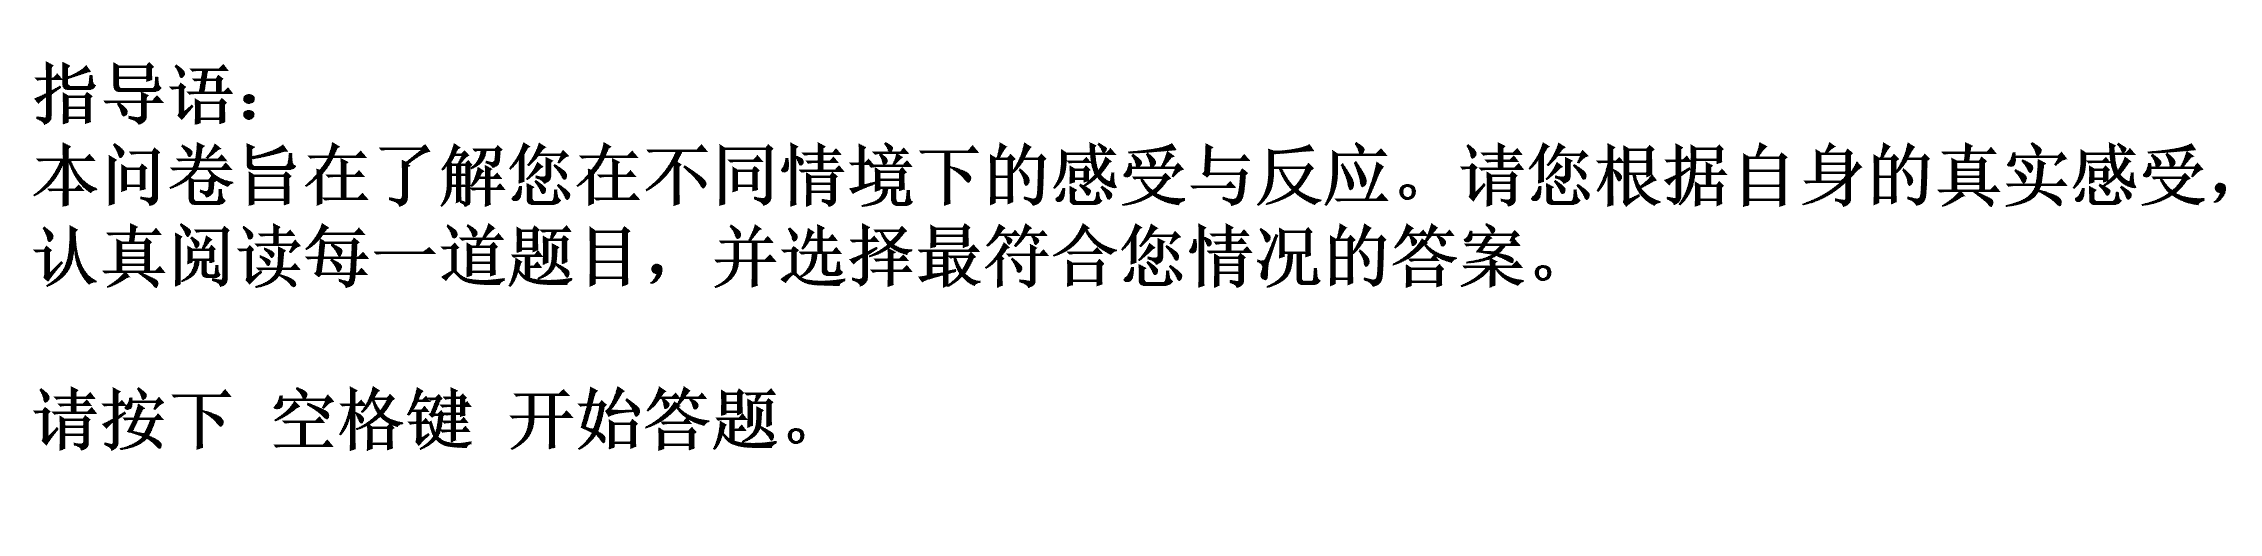 指导语：
本问卷旨在了解您在不同情境下的感受与反应。请您根据自身的真实感受，
认真阅读每一道题目，并选择最符合您情况的答案。
请按下 空格键 开始答题。